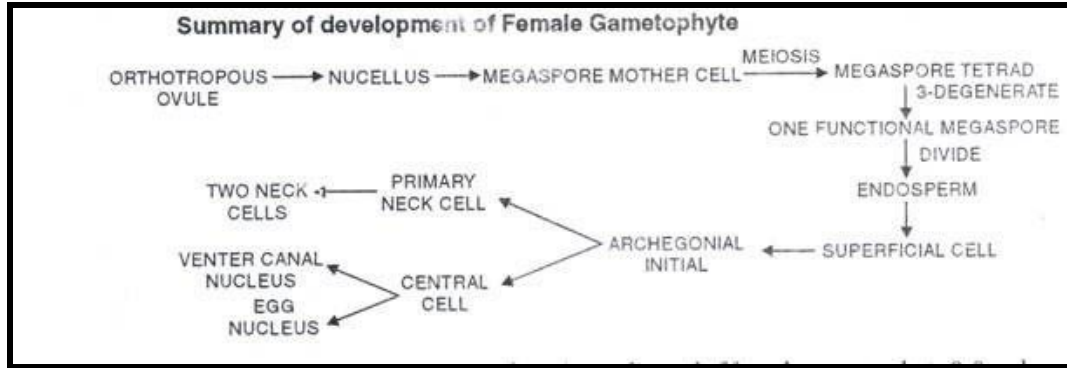 Summary of development of Female Gametophyte
ORTHOTROPOUS
OVULE
NUCELLUS
MEGASPORE MOTHER CELL
MEIOSIS
MEGASPORE TETRAD
3-DEGENERATE
ONE FUNCTIONAL MEGASPORE
DIVIDE
ENDOSPERM
SUPERFICIAL CELL
ARCHEGONIAL
INITIAL
PRIMARY
NECK CELL
TWO NECK
CELLS
CENTRAL
CELL
VENTER CANAL
NUCLEUS
EGG
NUCLEUS